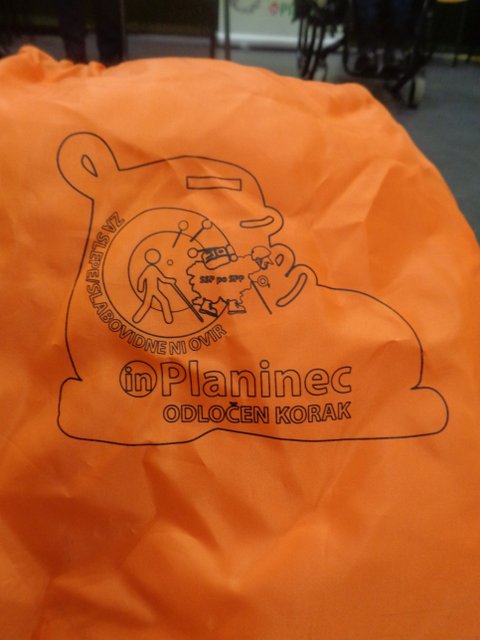 ZA SLEPE/SLABOVIDNE NI OVIR
SSP po SPP
inPlaninec
ODLOČEN KORAK